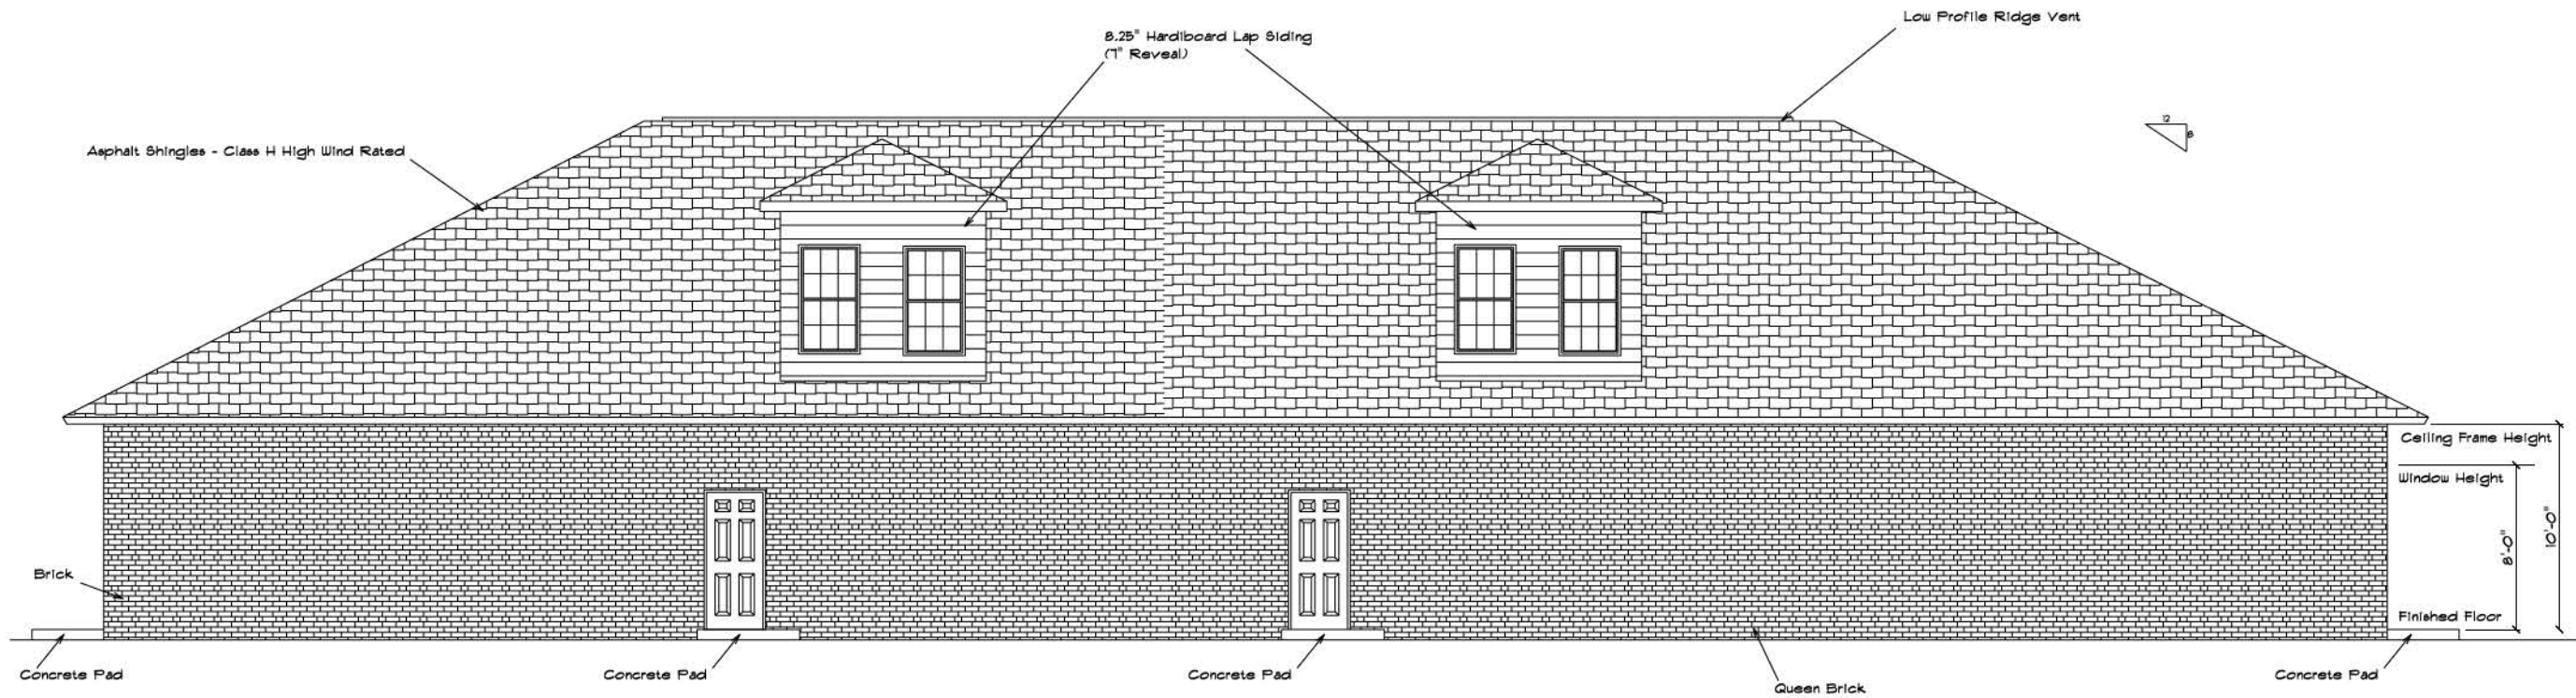 Low Profile Ridge Vent
8.25" Hardiboard Lap Siding
(7" Reveal)
12
8
Asphalt Shingles - Class H High Wind Rated
Ceiling Frame Height
Window Height
8'-0"
10'-0"
Brick
Finished Floor
Concrete Pad
Concrete Pad
Concrete Pad
Concrete Pad
Queen Brick